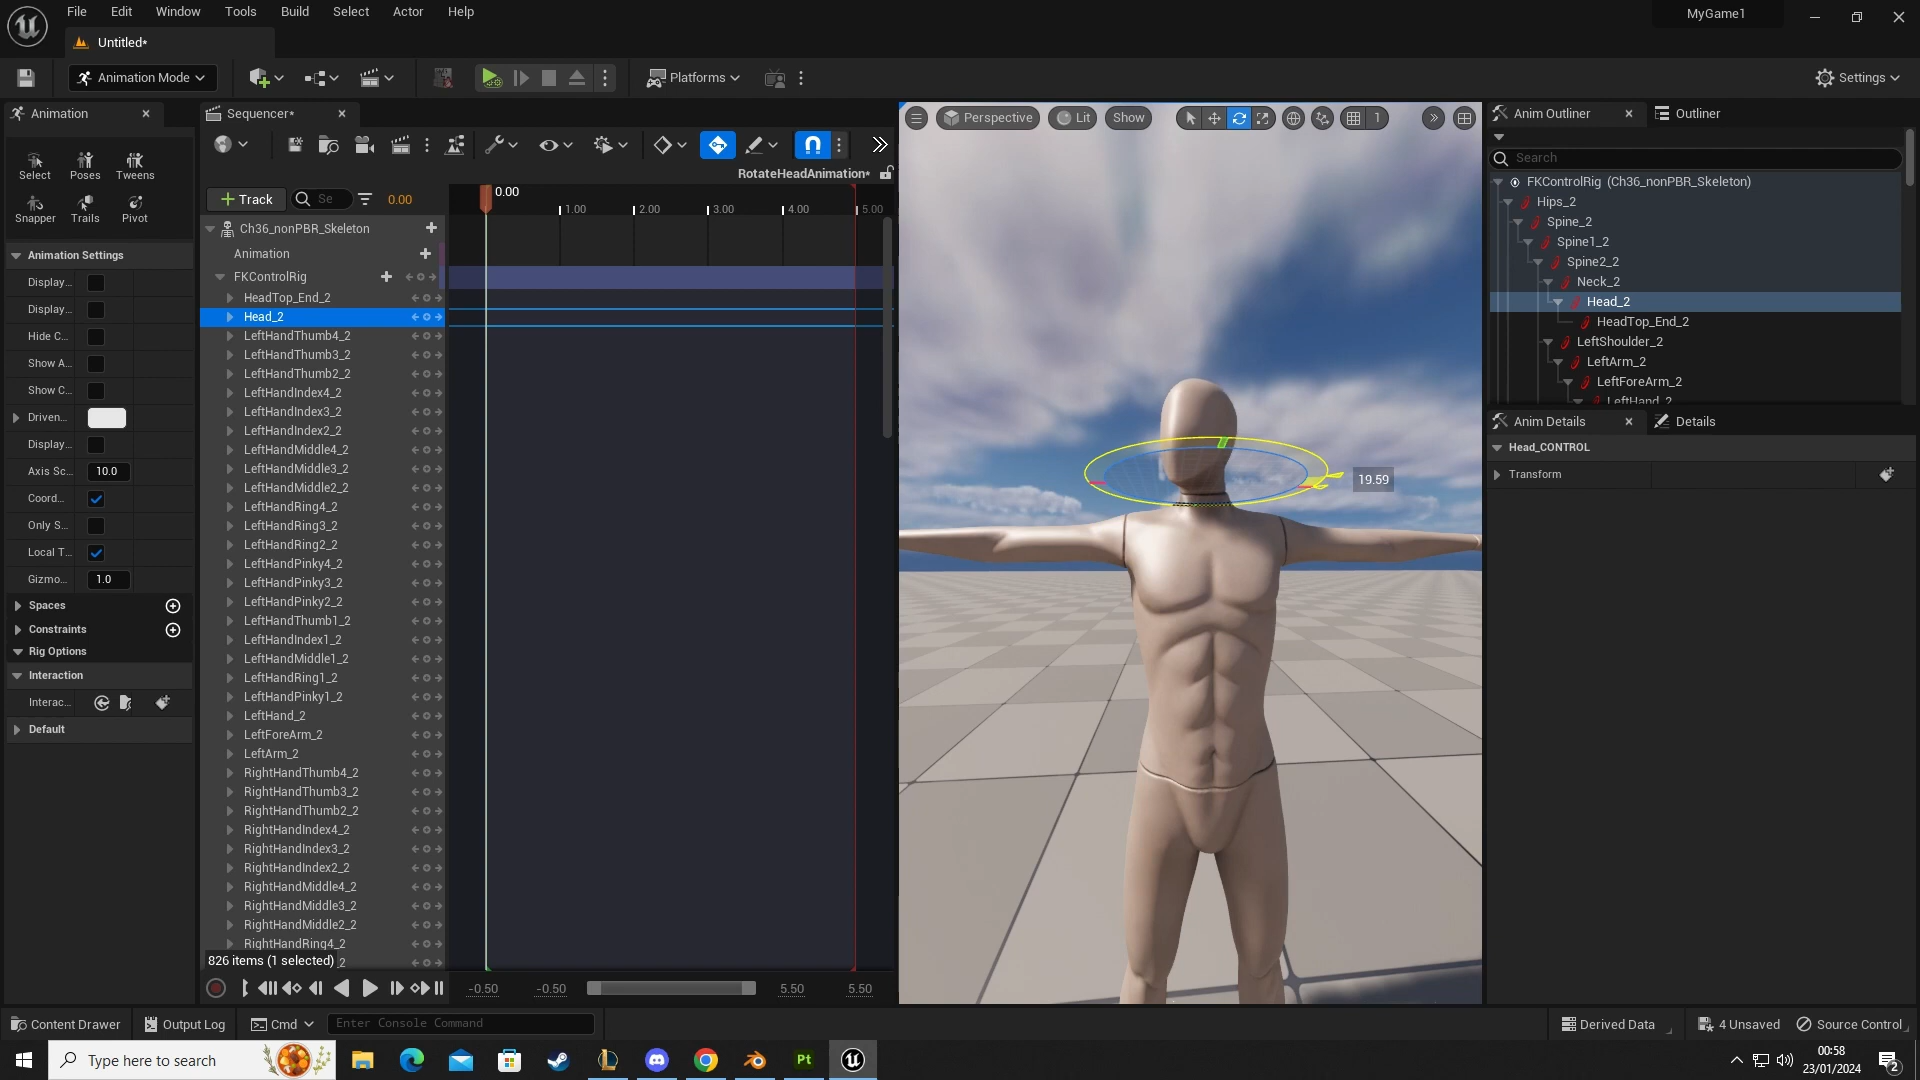 File Edit Window Tools Build Select Actor Help
MyGame1
Untitled*
Animation Mode
Platforms
Settings
Animation
Select Poses Tweens
Snapper Trails Pivot
Animation Settings
Display...
Display...
Hide C...
Show A...
Show C...
Driven...
Display...
Axis Sc... 10.0
Coord...
Only S...
Local T...
Gizmo... 1.0
Spaces
Constraints
Rig Options
Interaction
Interac...
Default
Sequencer*
RotateHeadAnimation*
Track Se 0.00
0.00
1.00 2.00 3.00 4.00 5.00
Ch36_nonPBR_Skeleton
Animation
FKControlRig
HeadTop_End_2
Head_2
LeftHandThumb4_2
LeftHandThumb3_2
LeftHandThumb2_2
LeftHandIndex4_2
LeftHandIndex3_2
LeftHandIndex2_2
LeftHandMiddle4_2
LeftHandMiddle3_2
LeftHandMiddle2_2
LeftHandRing4_2
LeftHandRing3_2
LeftHandRing2_2
LeftHandPinky4_2
LeftHandPinky3_2
LeftHandPinky2_2
LeftHandThumb1_2
LeftHandIndex1_2
LeftHandMiddle1_2
LeftHandRing1_2
LeftHandPinky1_2
LeftHand_2
LeftForeArm_2
LeftArm_2
RightHandThumb4_2
RightHandThumb3_2
RightHandThumb2_2
RightHandIndex4_2
RightHandIndex3_2
RightHandIndex2_2
RightHandMiddle4_2
RightHandMiddle3_2
RightHandMiddle2_2
RightHandRing4_2
826 items (1 selected)
-0.50 -0.50 5.50 5.50
Perspective Lit Show 1
19.59
Anim Outliner Outliner
Search
FKControlRig (Ch36_nonPBR_Skeleton)
Hips_2
Spine_2
Spine1_2
Spine2_2
Neck_2
Head_2
HeadTop_End_2
LeftShoulder_2
LeftArm_2
LeftForeArm_2
LeftHand_2
Anim Details Details
Head_CONTROL
Transform
Content Drawer Output Log Cmd Enter Console Command
Derived Data 4 Unsaved Source Control
Type here to search
Pt
00:58
23/01/2024
2